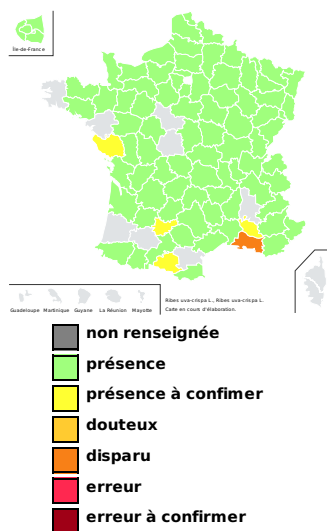 Île-de-France
Guadeloupe Martinique Guyane La Réunion Mayotte
Ribes uva-crispa L., Ribes uva-crispa L.
Carte en cours d'élaboration.
non renseignée
présence
présence à confimer
douteux
disparu
erreur
erreur à confirmer